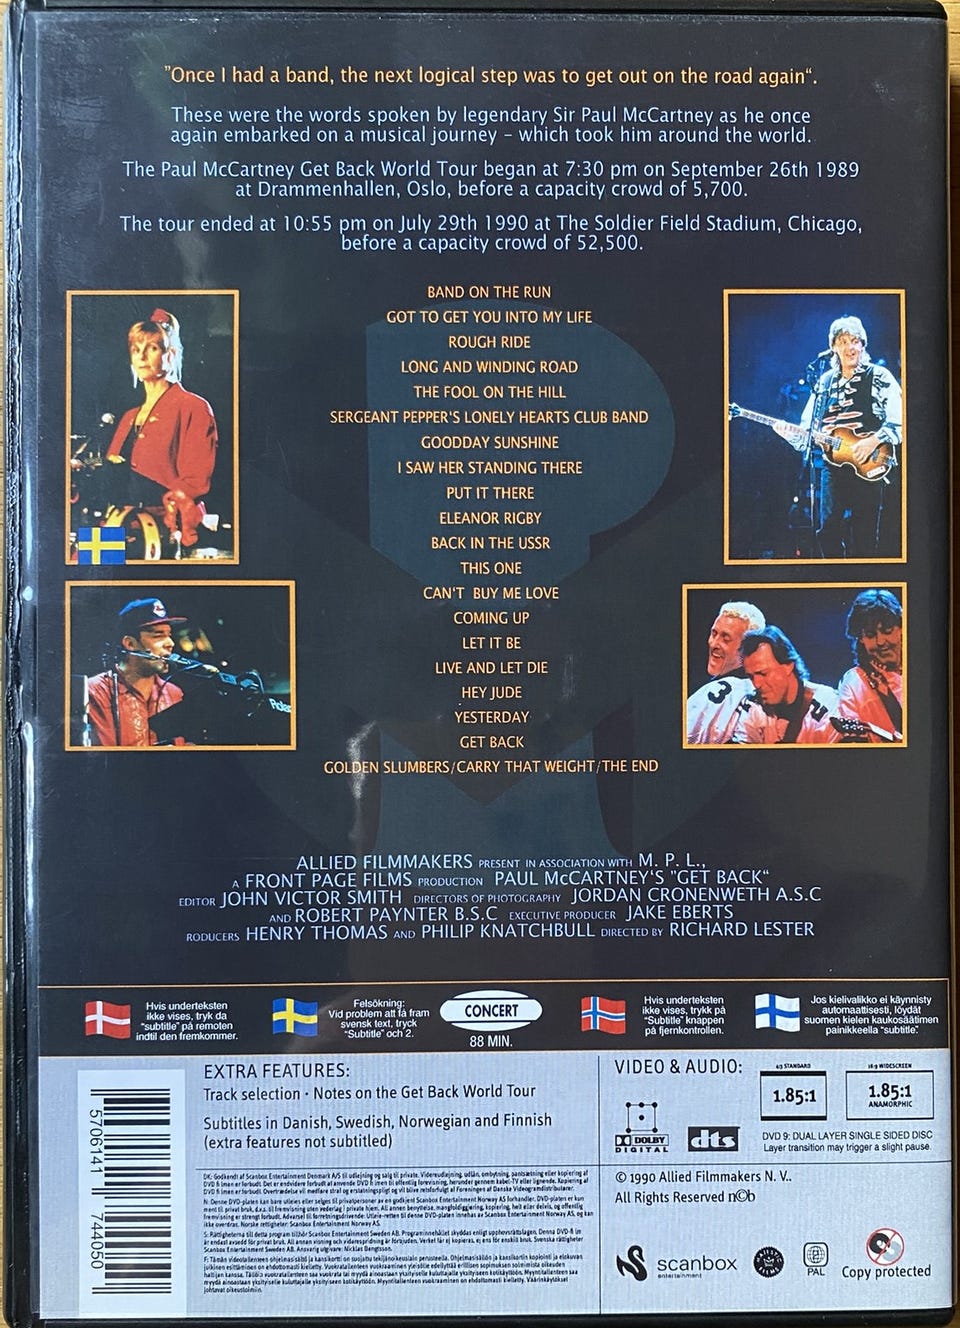 "Once I had a band, the next logical step was to get out on the road again".
These were the words spoken by legendary Sir Paul McCartney as he once
again embarked on a musical journey - which took him around the world.
The Paul McCartney Get Back World Tour began at 7:30 pm on September 26th 1989
at Drammenhallen, Oslo, before a capacity crowd of 5,700.
The tour ended at 10:55 pm on July 29th 1990 at The Soldier Field Stadium, Chicago,
before a capacity crowd of 52,500.
BAND ON THE RUN
GOT TO GET YOU INTO MY LIFE
ROUGH RIDE
LONG AND WINDING ROAD
THE FOOL ON THE HILL
SERGEANT PEPPER'S LONELY HEARTS CLUB BAND
GOODDAY SUNSHINE
I SAW HER STANDING THERE
PUT IT THERE
ELEANOR RIGBY
BACK IN THE USSR
THIS ONE
CAN'T BUY ME LOVE
COMING UP
LET IT BE
LIVE AND LET DIE
HEY JUDE
YESTERDAY
GET BACK
GOLDEN SLUMBERS/CARRY THAT WEIGHT/THE END
ALLIED FILMMAKERS PRESENT IN ASSOCIATION WITH M. P. L.,
A FRONT PAGE FILMS PRODUCTION PAUL McCARTNEY'S "GET BACK"
EDITOR JOHN VICTOR SMITH DIRECTORS OF PHOTOGRAPHY JORDAN CRONENWETH A.S.C
AND ROBERT PAYNTER B.S.C EXECUTIVE PRODUCER JAKE EBERTS
RODUCERS HENRY THOMAS AND PHILIP KNATCHBULL DIRECTED BY RICHARD LESTER
Hvis underteksten
ikke vises, tryk da
"subtitle" på remoten
indtil den fremkommer.
Felsökning:
Vid problem att få fram
svensk text, tryck
"Subtitle" och 2.
CONCERT
88 MIN.
Hvis underteksten
ikke vises, trykk på
"Subtitle" knappen
på fjernkontrollen.
Jos kielivalikko ei käynnisty
automaattisesti, löydät
suomen kielen kaukosäätimen
painikkeella "subtitle".
5706141 744050
EXTRA FEATURES:
Track selection · Notes on the Get Back World Tour
Subtitles in Danish, Swedish, Norwegian and Finnish
(extra features not subtitled)
VIDEO & AUDIO:
DOLBY
DIGITAL
dts
4:3 STANDARD
1.85:1
16:9 WIDESCREEN
1.85:1
ANAMORPHIC
DVD 9: DUAL LAYER SINGLE SIDED DISC
Layer transition may trigger a slight pause.
© 1990 Allied Filmmakers N. V..
All Rights Reserved n©b
scanbox
entertainment
PAL
Copy protected